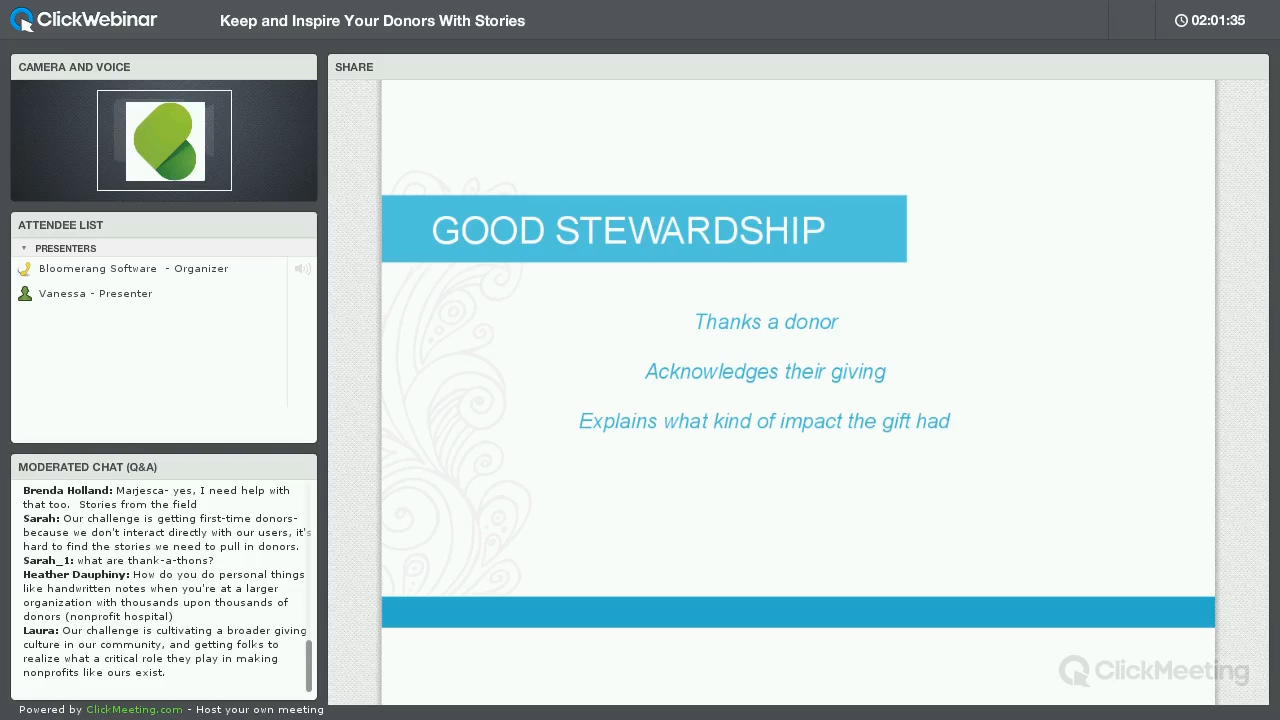 ClickWebinar
Keep and Inspire Your Donors With Stories
02:01:35
CAMERA AND VOICE
SHARE
ATTENDEE LIST
PRESENTERS
Bloomerang Software - Organizer
Vanessa - Presenter
GOOD STEWARDSHIP
Thanks a donor
Acknowledges their giving
Explains what kind of impact the gift had
MODERATED CHAT (Q&A)
Brenda Holland: Marjesca- yes, I need help with
that too. Stories from the field
Sarah: Our challenge is getting first-time donors-
because we don't interact directly with our users, it's
hard to find the stories we need to pull in donors.
Sarah_1: what are thank-a-thons?
Heather Dauphiny: How do you do personal things
like handwritten notes when you're at a larger
organization with thousands upon thousands of
donors (nonprofit hospital)
Laura: Our challenge is cultivating a broader giving
culture in our community, and getting folks to
realize what a critical role they play in making
nonprofits like ours exist.
ClickMeeting
Powered by ClickMeeting.com - Host your own meeting